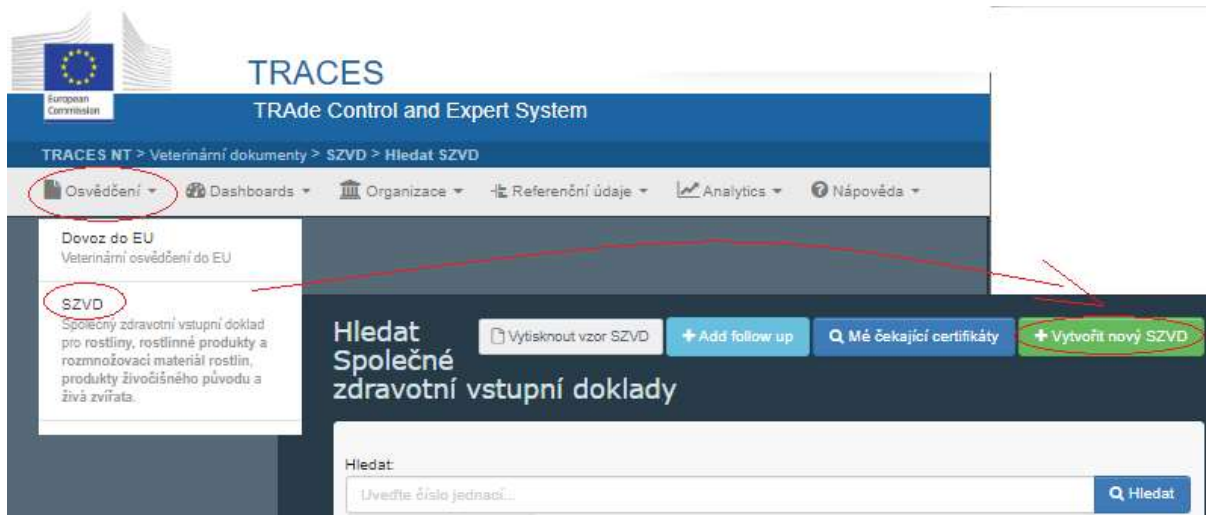 European
Commission
TRACES
TRAde Control and Expert System
TRACES NT > Veterinární dokumenty > SZVD > Hledat SZVD
Osvědčení Dashboards Organizace Referenční údaje Analytics Nápověda
Dovoz do EU
Veterinární osvědčení do EU
SZVD
Společný zdravotní vstupní doklad
pro rostliny, rostlinné produkty a
rozmnožovací materiál rostlin,
produkty živočišného původu a
živá zvířata.
Hledat
Společné
zdravotní vstupní doklady
Vytisknout vzor SZVD + Add follow up Mé čekající certifikáty + Vytvořit nový SZVD
Hledat:
Uveďte číslo jednací...
Hledat